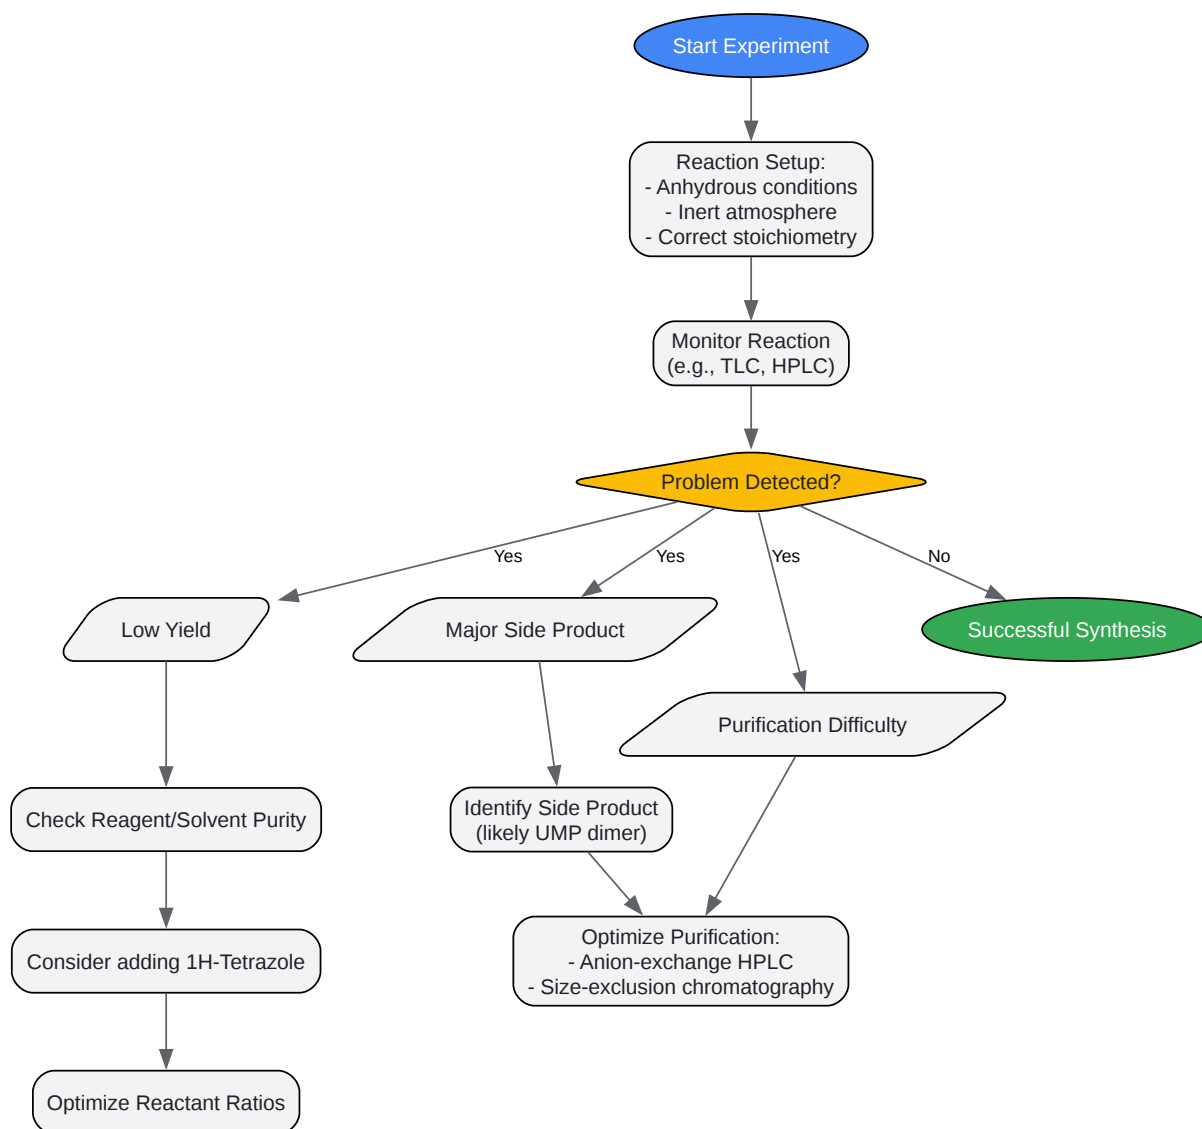 Start Experiment
Reaction Setup:
- Anhydrous conditions
- Inert atmosphere
- Correct stoichiometry
Monitor Reaction
(e.g., TLC, HPLC)
Problem Detected?
Yes
Yes
Yes
No
Low Yield
Major Side Product
Successful Synthesis
Purification Difficulty
Check Reagent/Solvent Purity
Identify Side Product
(likely UMP dimer)
Consider adding 1H-Tetrazole
Optimize Purification:
- Anion-exchange HPLC
- Size-exclusion chromatography
Optimize Reactant Ratios